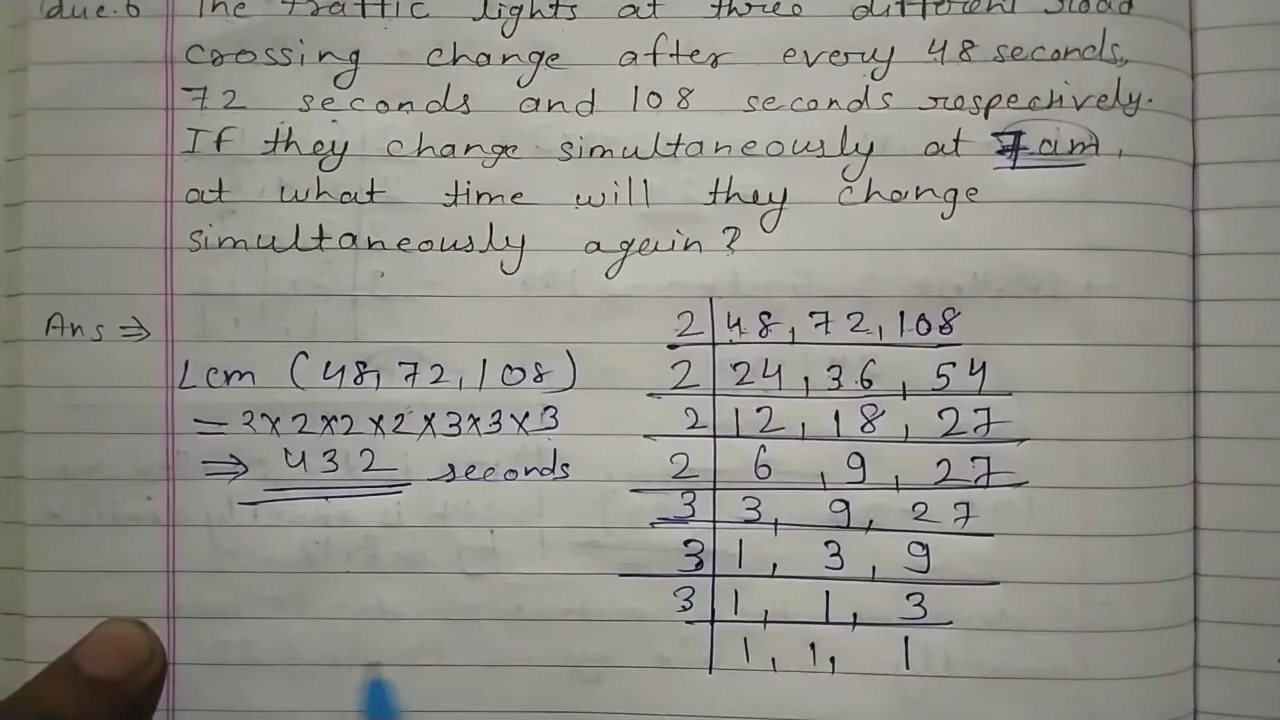 Que.6 The traffic lights at three different road
crossing change after every 48 seconds,
72 seconds and 108 seconds respectively.
If they change simultaneously at 7 am,
at what time will they change
simultaneously again?
Ans ⇒
Lcm (48, 72, 108)
= 2×2×2×2×3×3×3
⇒ 432 seconds
2 | 48, 72, 108
2 | 24, 36, 54
2 | 12, 18, 27
2 | 6, 9, 27
3 | 3, 9, 27
3 | 1, 3, 9
3 | 1, 1, 3
| 1, 1, 1